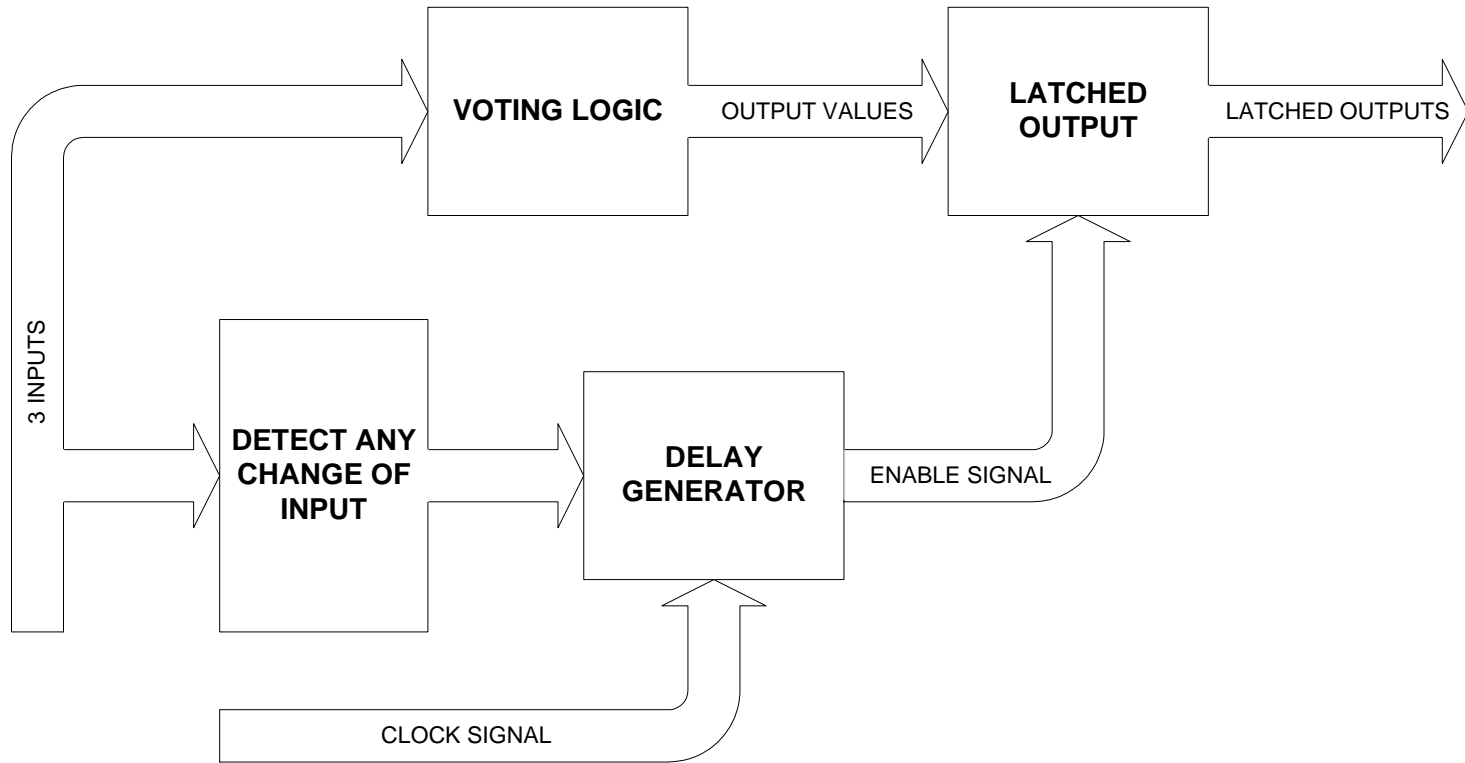 VOTING LOGIC
OUTPUT VALUES
LATCHED
OUTPUT
LATCHED OUTPUTS
3 INPUTS
DETECT ANY
CHANGE OF
INPUT
DELAY
GENERATOR
ENABLE SIGNAL
CLOCK SIGNAL